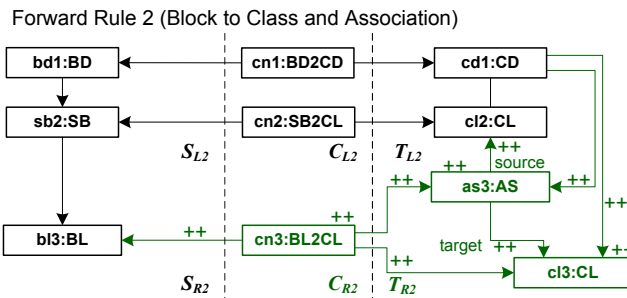 Forward Rule 2 (Block to Class and Association)
bd1:BD
cn1:BD2CD
cd1:CD
sb2:SB
cn2:SB2CL
cl2:CL
S_L2
C_L2
T_L2
++
++
source
++
++
as3:AS
++
++
++
bl3:BL
++
cn3:BL2CL
target
++
++
++
cl3:CL
S_R2
C_R2
T_R2